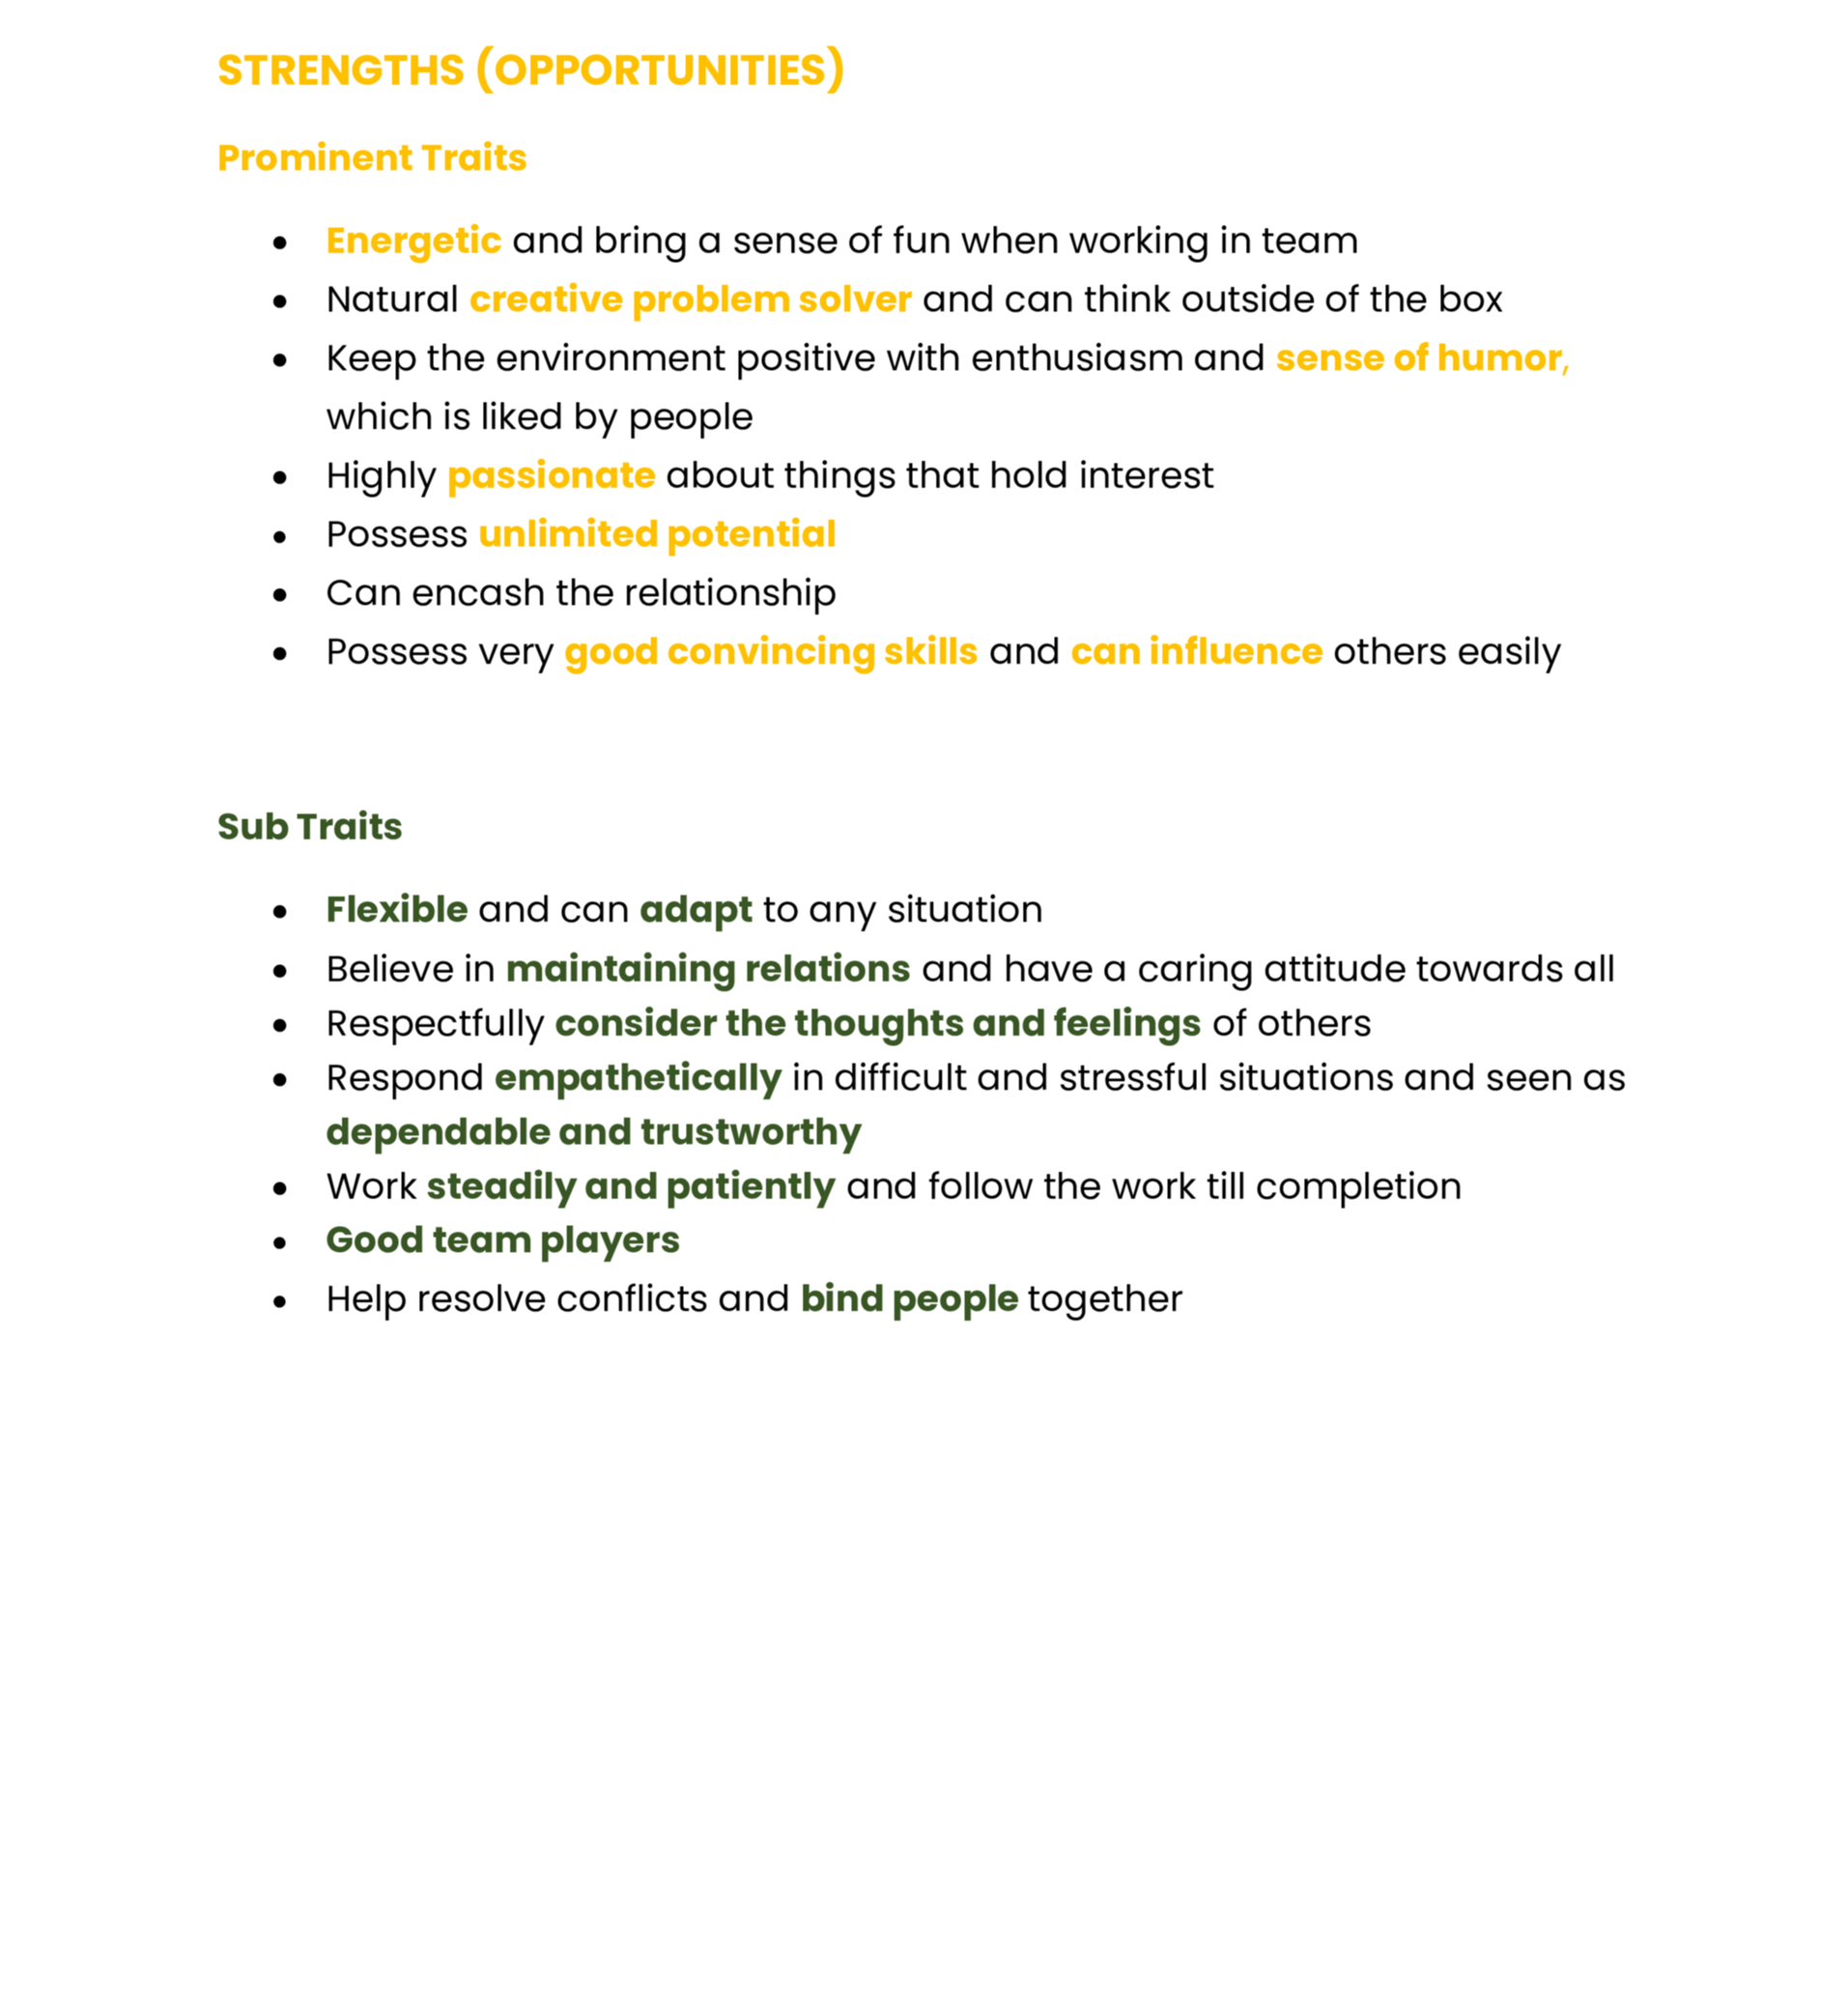 STRENGTHS (OPPORTUNITIES)
Prominent Traits
• Energetic and bring a sense of fun when working in team
• Natural creative problem solver and can think outside of the box
• Keep the environment positive with enthusiasm and sense of humor,
which is liked by people
• Highly passionate about things that hold interest
• Possess unlimited potential
• Can encash the relationship
• Possess very good convincing skills and can influence others easily
Sub Traits
• Flexible and can adapt to any situation
• Believe in maintaining relations and have a caring attitude towards all
• Respectfully consider the thoughts and feelings of others
• Respond empathetically in difficult and stressful situations and seen as
dependable and trustworthy
• Work steadily and patiently and follow the work till completion
• Good team players
• Help resolve conflicts and bind people together